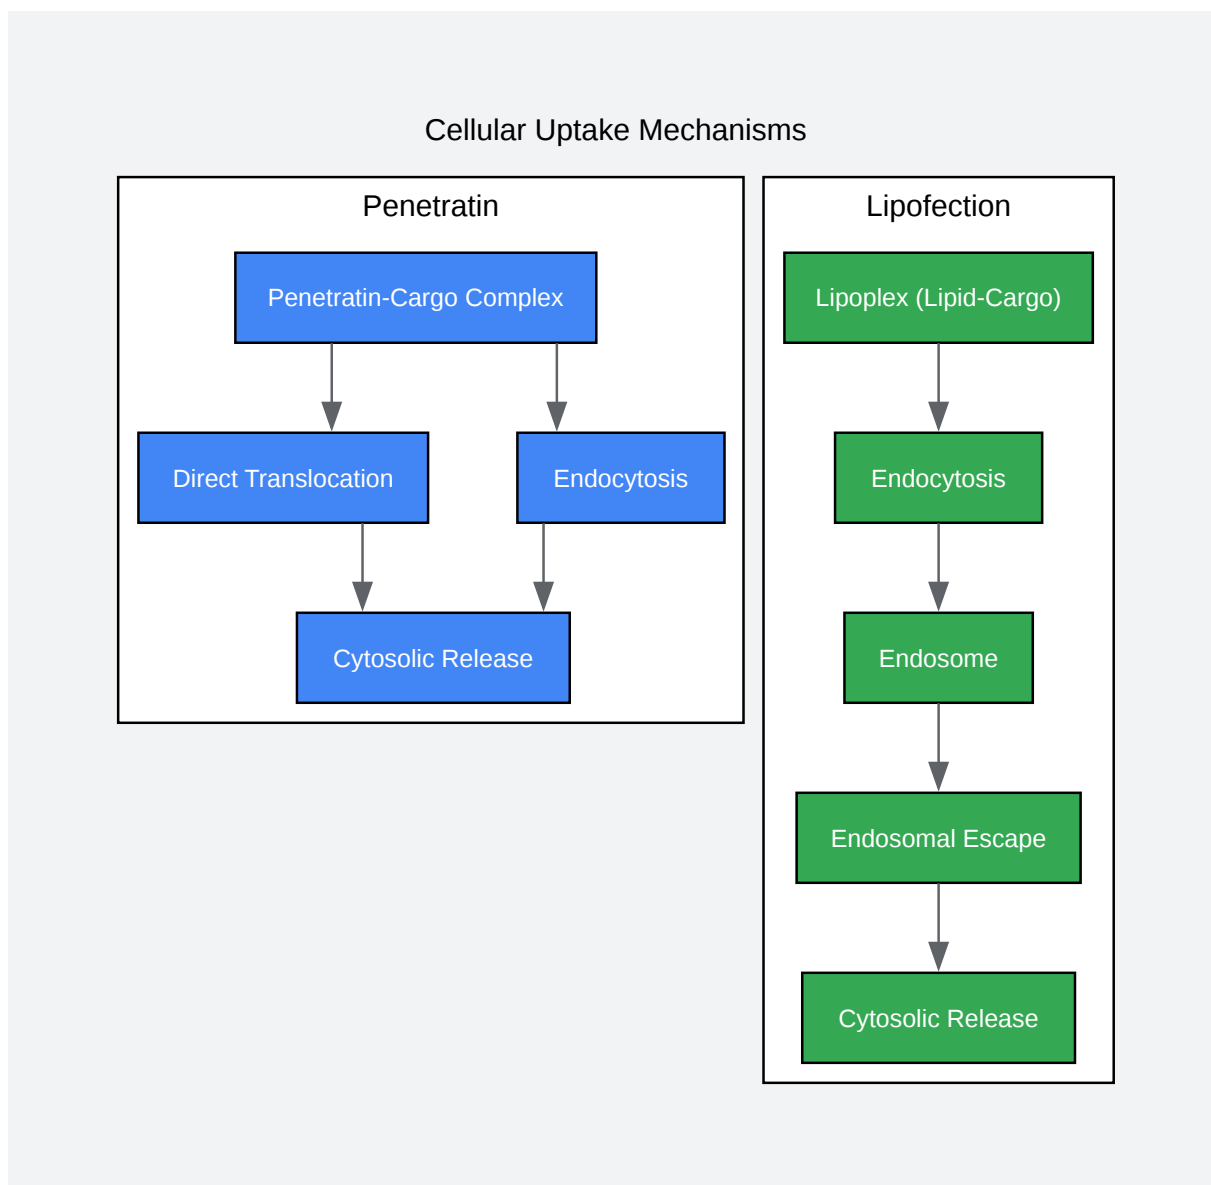 Cellular Uptake Mechanisms
Penetratin
Penetratin-Cargo Complex
Direct Translocation
Endocytosis
Cytosolic Release
Lipofection
Lipoplex (Lipid-Cargo)
Endocytosis
Endosome
Endosomal Escape
Cytosolic Release